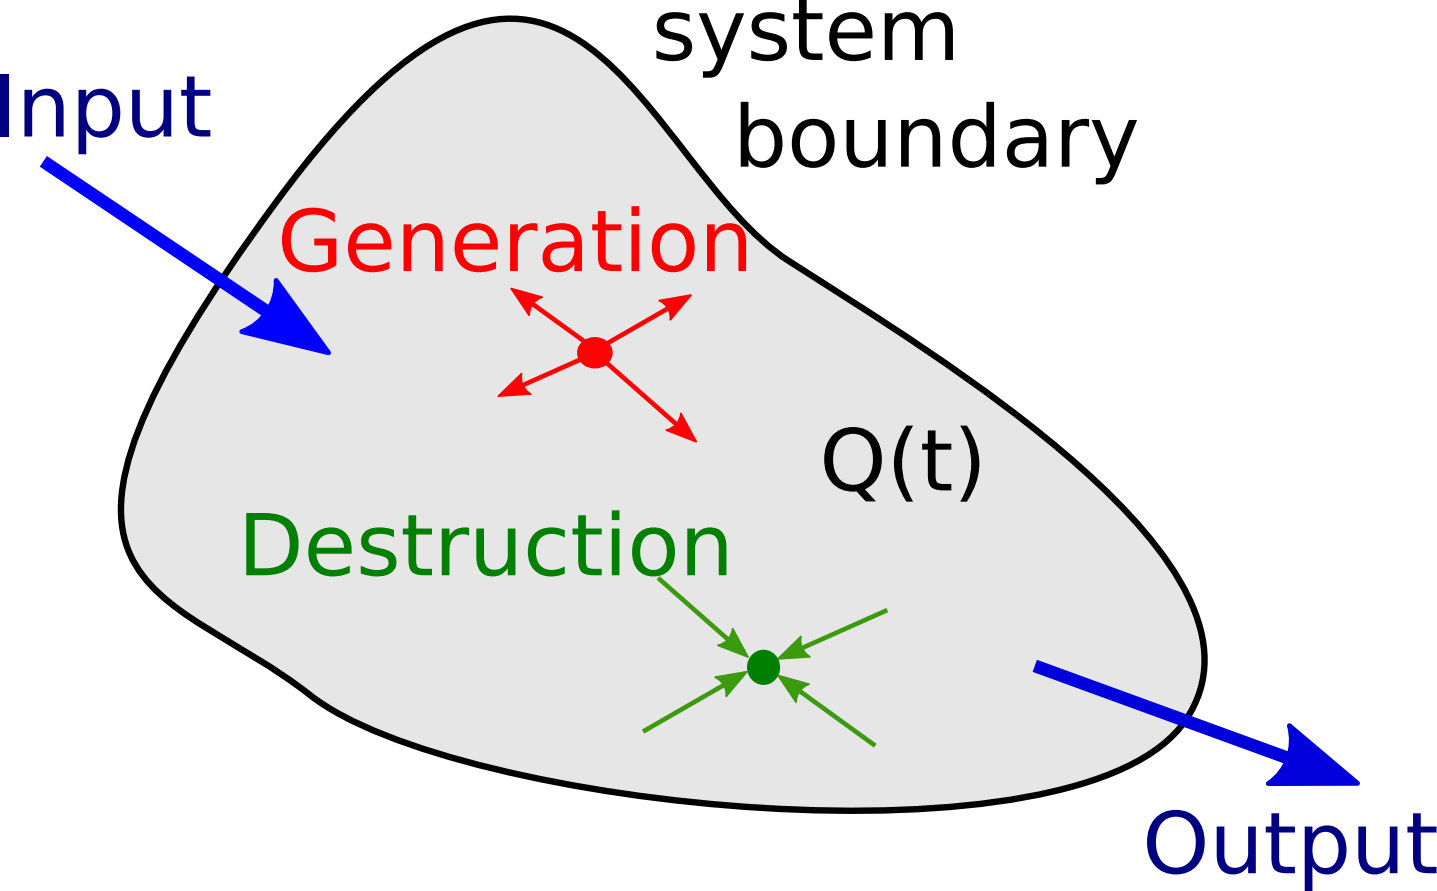 system
boundary
Input
Generation
Q(t)
Destruction
Output